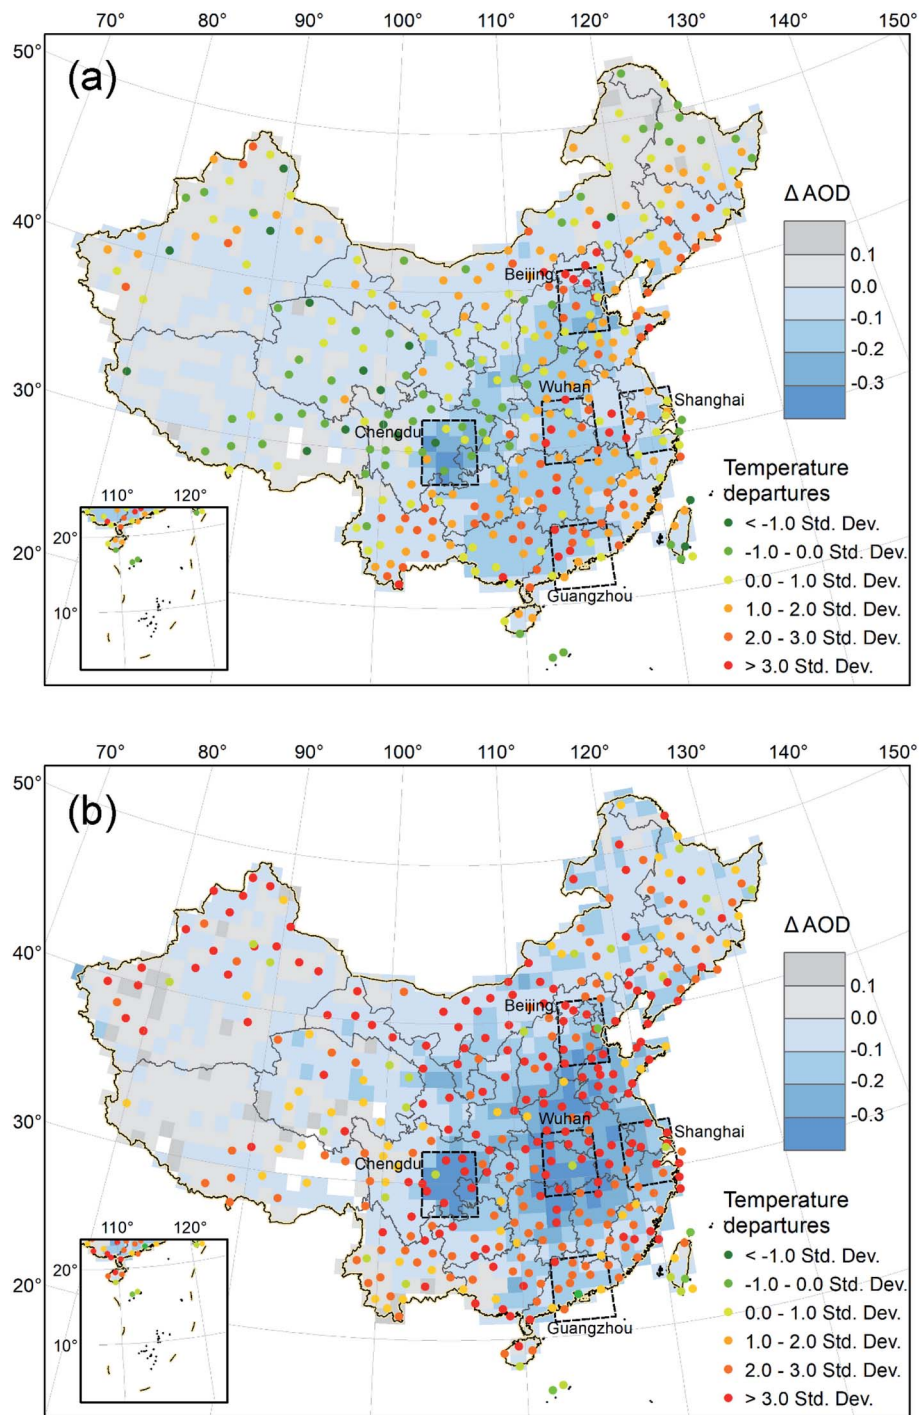 70° 80° 90° 100° 110° 120° 130° 140° 150°
50°
(a)
40°
30°
20°
Δ AOD
0.1
0.0
-0.1
-0.2
-0.3
Beijing
Wuhan
Shanghai
Chengdu
Guangzhou
Temperature
departures
< -1.0 Std. Dev.
-1.0 - 0.0 Std. Dev.
0.0 - 1.0 Std. Dev.
1.0 - 2.0 Std. Dev.
2.0 - 3.0 Std. Dev.
> 3.0 Std. Dev.
110° 120°
20°
10°
70° 80° 90° 100° 110° 120° 130° 140° 150°
50°
(b)
40°
30°
20°
Δ AOD
0.1
0.0
-0.1
-0.2
-0.3
Beijing
Wuhan
Shanghai
Chengdu
Guangzhou
Temperature
departures
< -1.0 Std. Dev.
-1.0 - 0.0 Std. Dev.
0.0 - 1.0 Std. Dev.
1.0 - 2.0 Std. Dev.
2.0 - 3.0 Std. Dev.
> 3.0 Std. Dev.
110° 120°
20°
10°